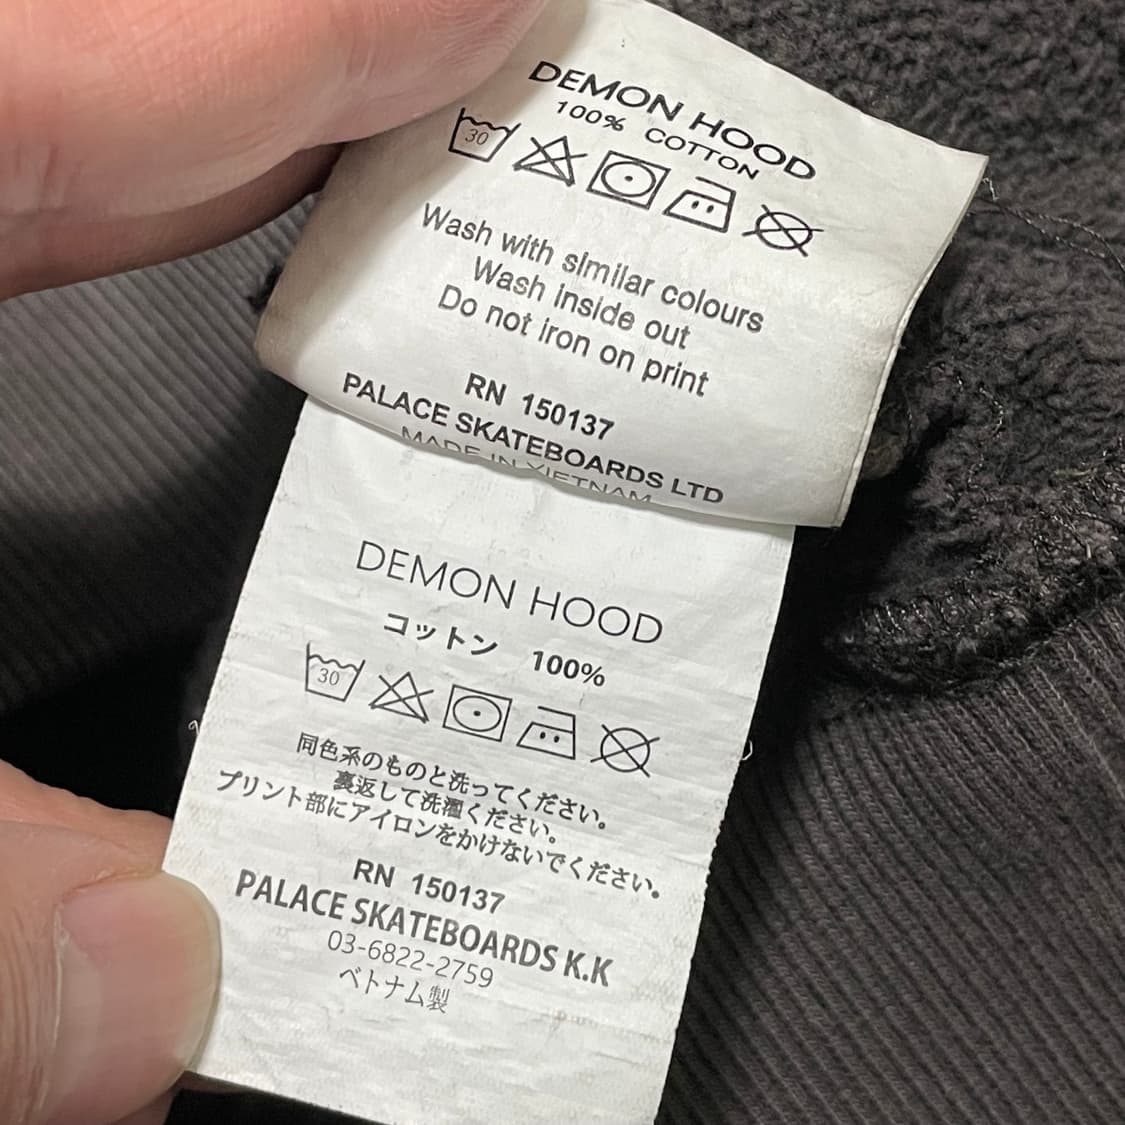 DEMON HOOD
100% COTTON
30
Wash with similar colours
Wash inside out
Do not iron on print
RN 150137
PALACE SKATEBOARDS LTD
MADE IN VIETNAM
DEMON HOOD
コットン 100%
30
同色系のものと洗ってください。
裏返して洗濯ください。
プリント部にアイロンをかけないでください。
RN 150137
PALACE SKATEBOARDS K.K
03-6822-2759
ベトナム製